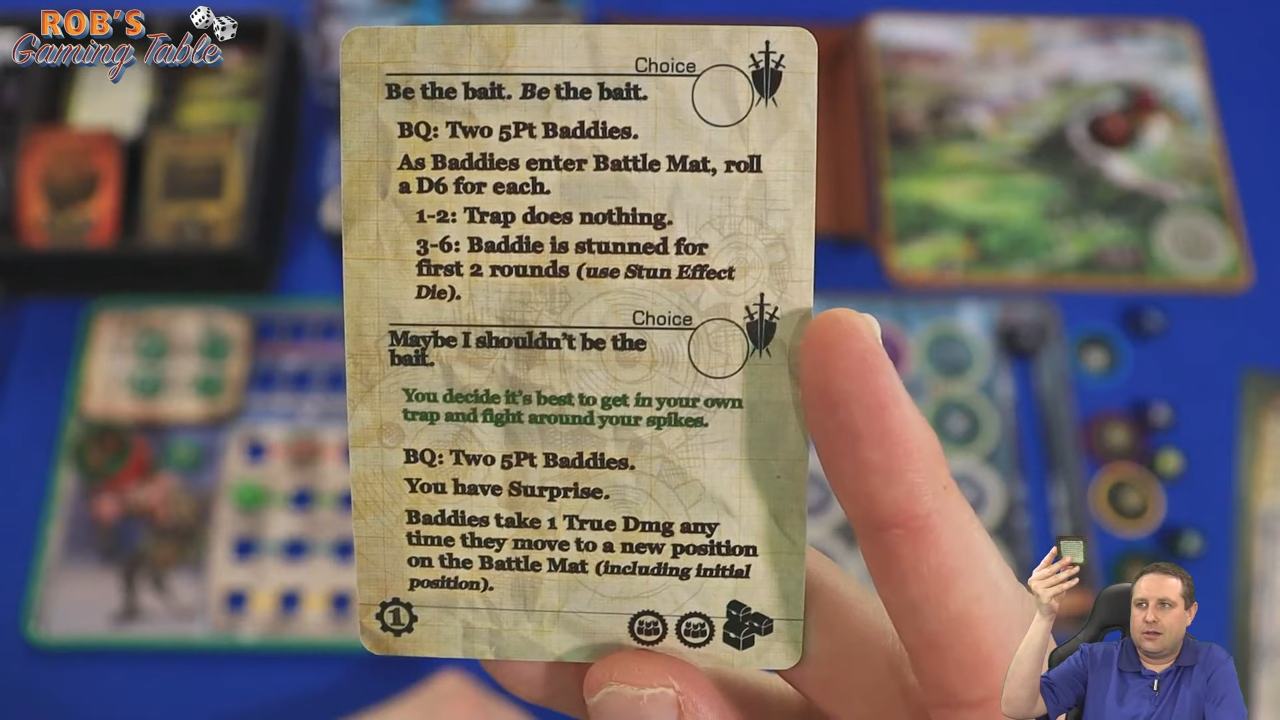 ROB'S
Gaming Table
Choice
Be the bait. Be the bait.
BQ: Two 5Pt Baddies.
As Baddies enter Battle Mat, roll
a D6 for each.
1-2: Trap does nothing.
3-6: Baddie is stunned for
first 2 rounds (use Stun Effect
Die).
Choice
Maybe I shouldn't be the
bait.
You decide it's best to get in your own
trap and fight around your spikes.
BQ: Two 5Pt Baddies.
You have Surprise.
Baddies take 1 True Dmg any
time they move to a new position
on the Battle Mat (including initial
position).
1